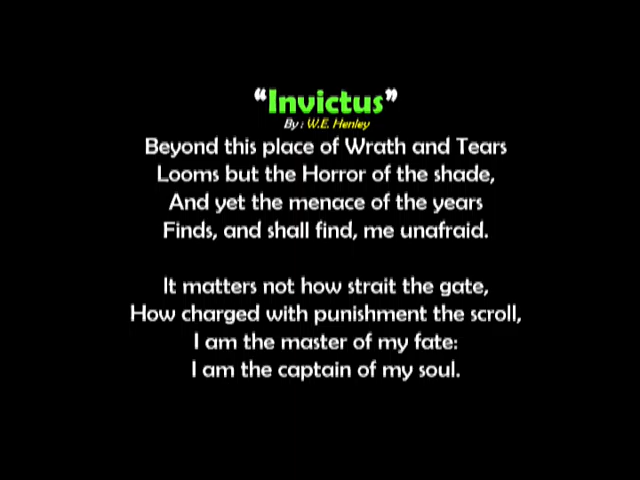 “Invictus”
By : W.E. Henley
Beyond this place of Wrath and Tears
Looms but the Horror of the shade,
And yet the menace of the years
Finds, and shall find, me unafraid.
It matters not how strait the gate,
How charged with punishment the scroll,
I am the master of my fate:
I am the captain of my soul.